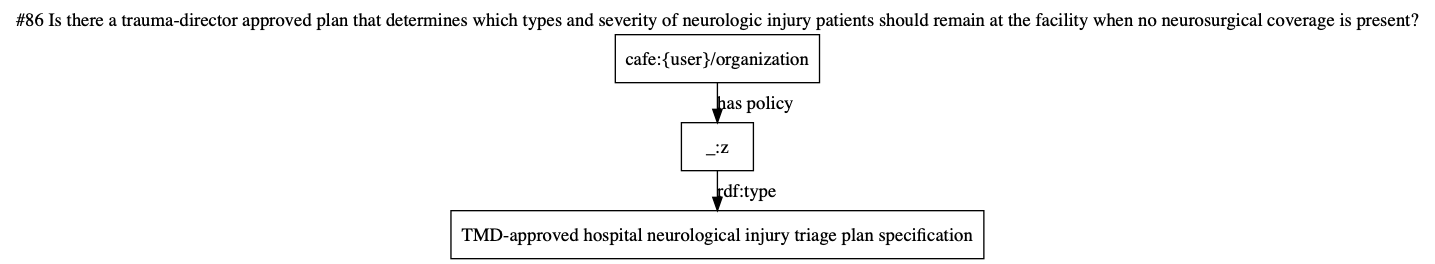 #86 Is there a trauma-director approved plan that determines which types and severity of neurologic injury patients should remain at the facility when no neurosurgical coverage is present?
cafe:{user}/organization
has policy
_:z
rdf:type
TMD-approved hospital neurological injury triage plan specification